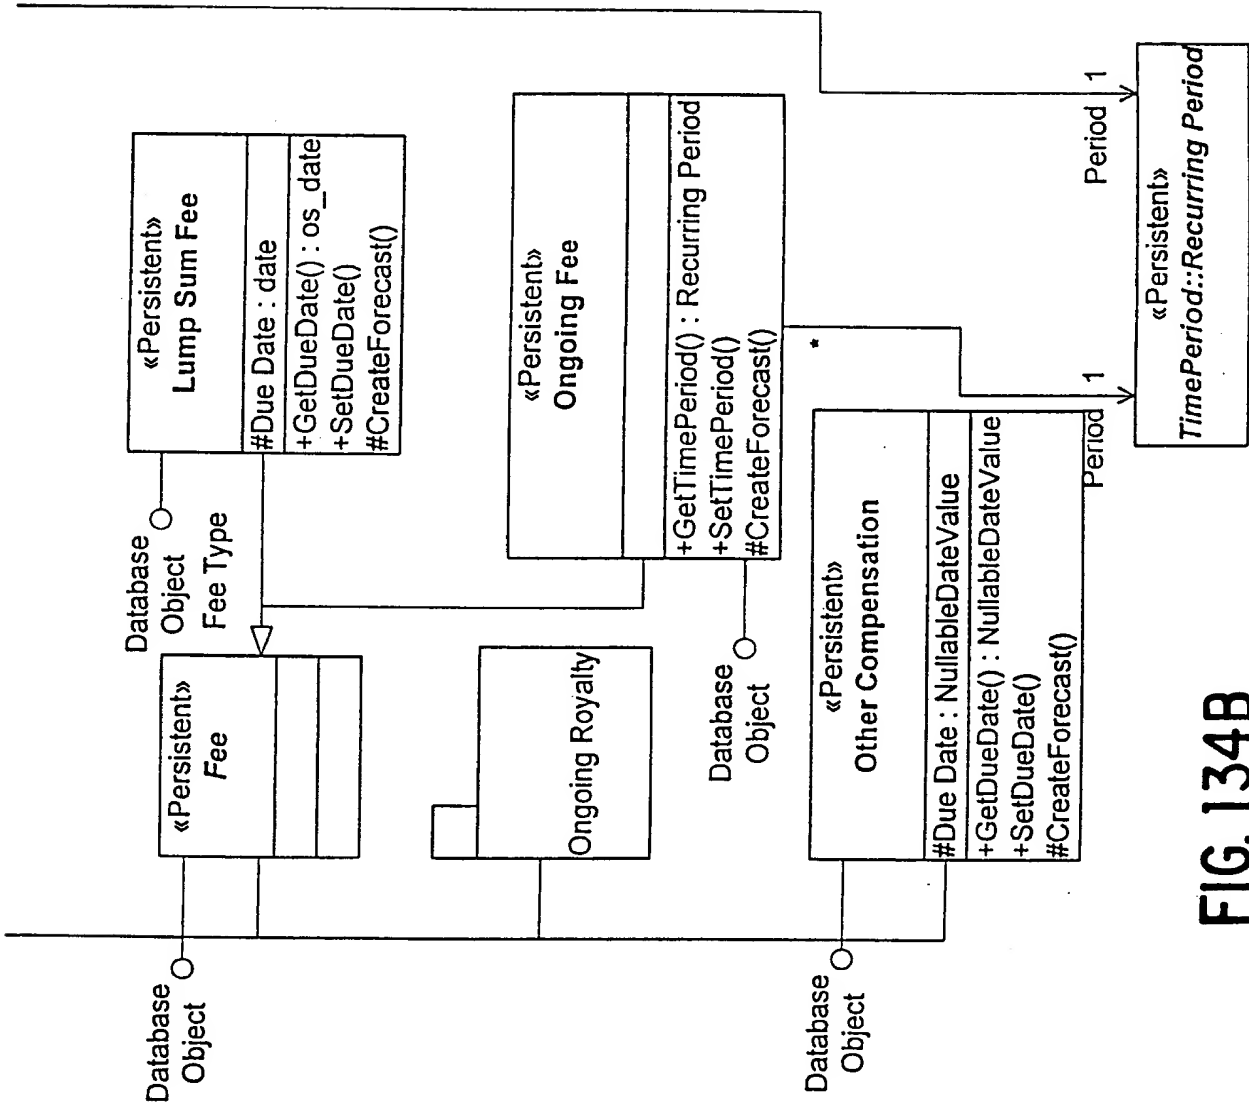 Database
Object
«Persistent»
Fee
Database
Object
Fee Type
«Persistent»
Lump Sum Fee
#Due Date : date
+GetDueDate() : os_date
+SetDueDate()
#CreateForecast()
Ongoing Royalty
«Persistent»
Ongoing Fee
+GetTimePeriod() : Recurring Period
+SetTimePeriod()
#CreateForecast()
Database
Object
*
Database
Object
«Persistent»
Other Compensation
#Due Date : NullableDateValue
+GetDueDate() : NullableDateValue
+SetDueDate()
#CreateForecast()
Period 1
Period 1
«Persistent»
TimePeriod::Recurring Period
FIG. 134B